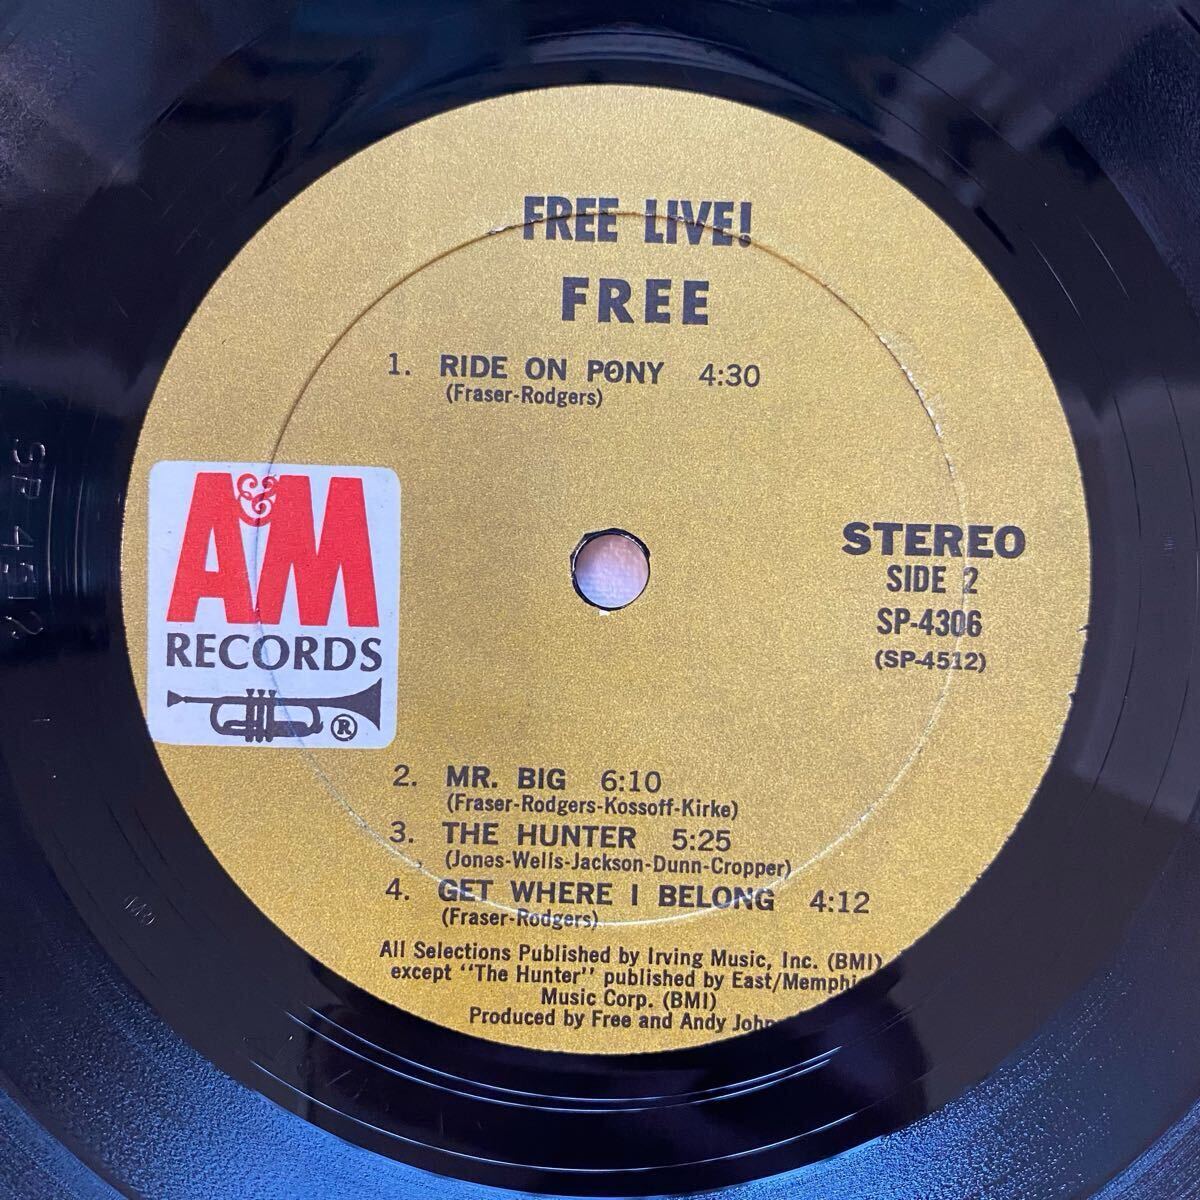 FREE LIVE!
FREE
1. RIDE ON PONY 4:30
(Fraser-Rodgers)
A&M
RECORDS
®
STEREO
SIDE 2
SP-4306
(SP-4512)
2. MR. BIG 6:10
(Fraser-Rodgers-Kossoff-Kirke)
3. THE HUNTER 5:25
(Jones-Wells-Jackson-Dunn-Cropper)
4. GET WHERE I BELONG 4:12
(Fraser-Rodgers)
All Selections Published by Irving Music, Inc. (BMI)
except "The Hunter" published by East/Memphis
Music Corp. (BMI)
Produced by Free and Andy
SP 4512